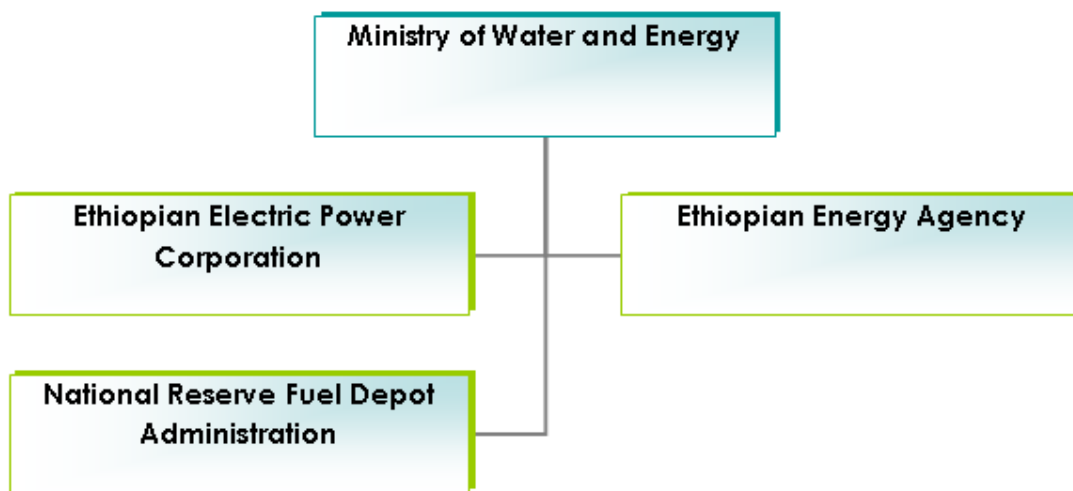 Ministry of Water and Energy
Ethiopian Electric Power
Corporation
Ethiopian Energy Agency
National Reserve Fuel Depot
Administration